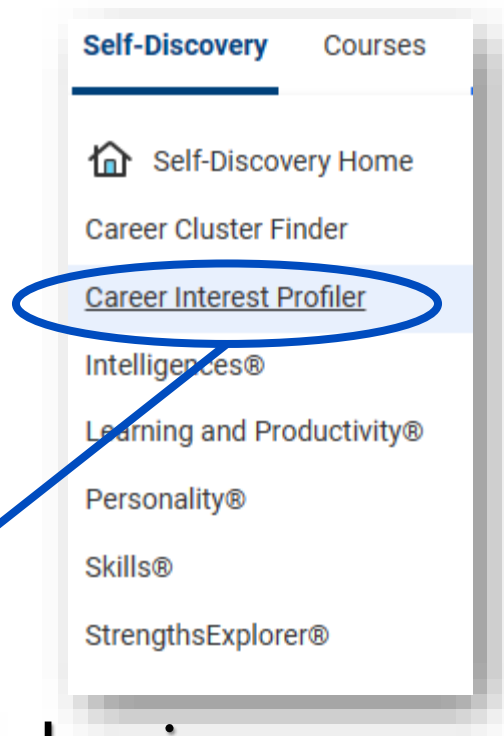 Self-Discovery Courses
Self-Discovery Home
Career Cluster Finder
Career Interest Profiler
Intelligences®
Learning and Productivity®
Personality®
Skills®
StrengthsExplorer®